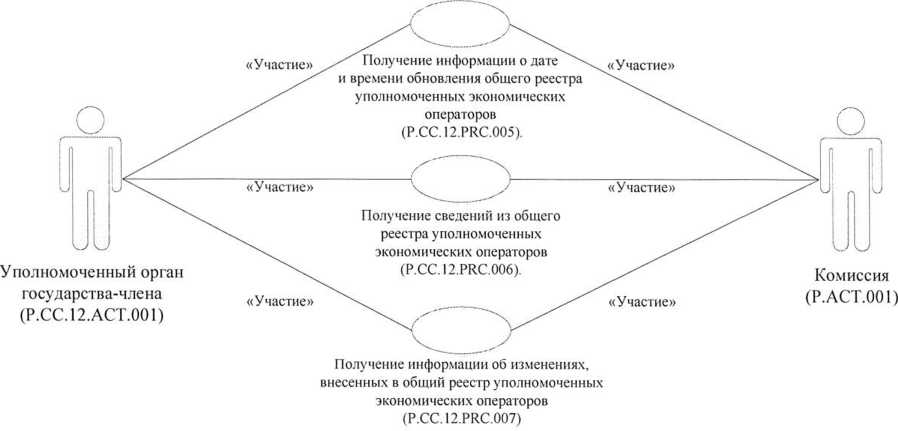 «Участие»
«Участие»
Получение информации о дате
и времени обновления общего реестра
уполномоченных экономических
операторов
(P.CC.12.PRC.005).
«Участие»
«Участие»
Получение сведений из общего
реестра уполномоченных
экономических операторов
(P.CC.12.PRC.006).
Уполномоченный орган
государства-члена
(P.CC.12.ACT.001)
Комиссия
(P.ACT.001)
«Участие»
«Участие»
Получение информации об изменениях,
внесенных в общий реестр уполномоченных
экономических операторов
(P.CC.12.PRC.007)